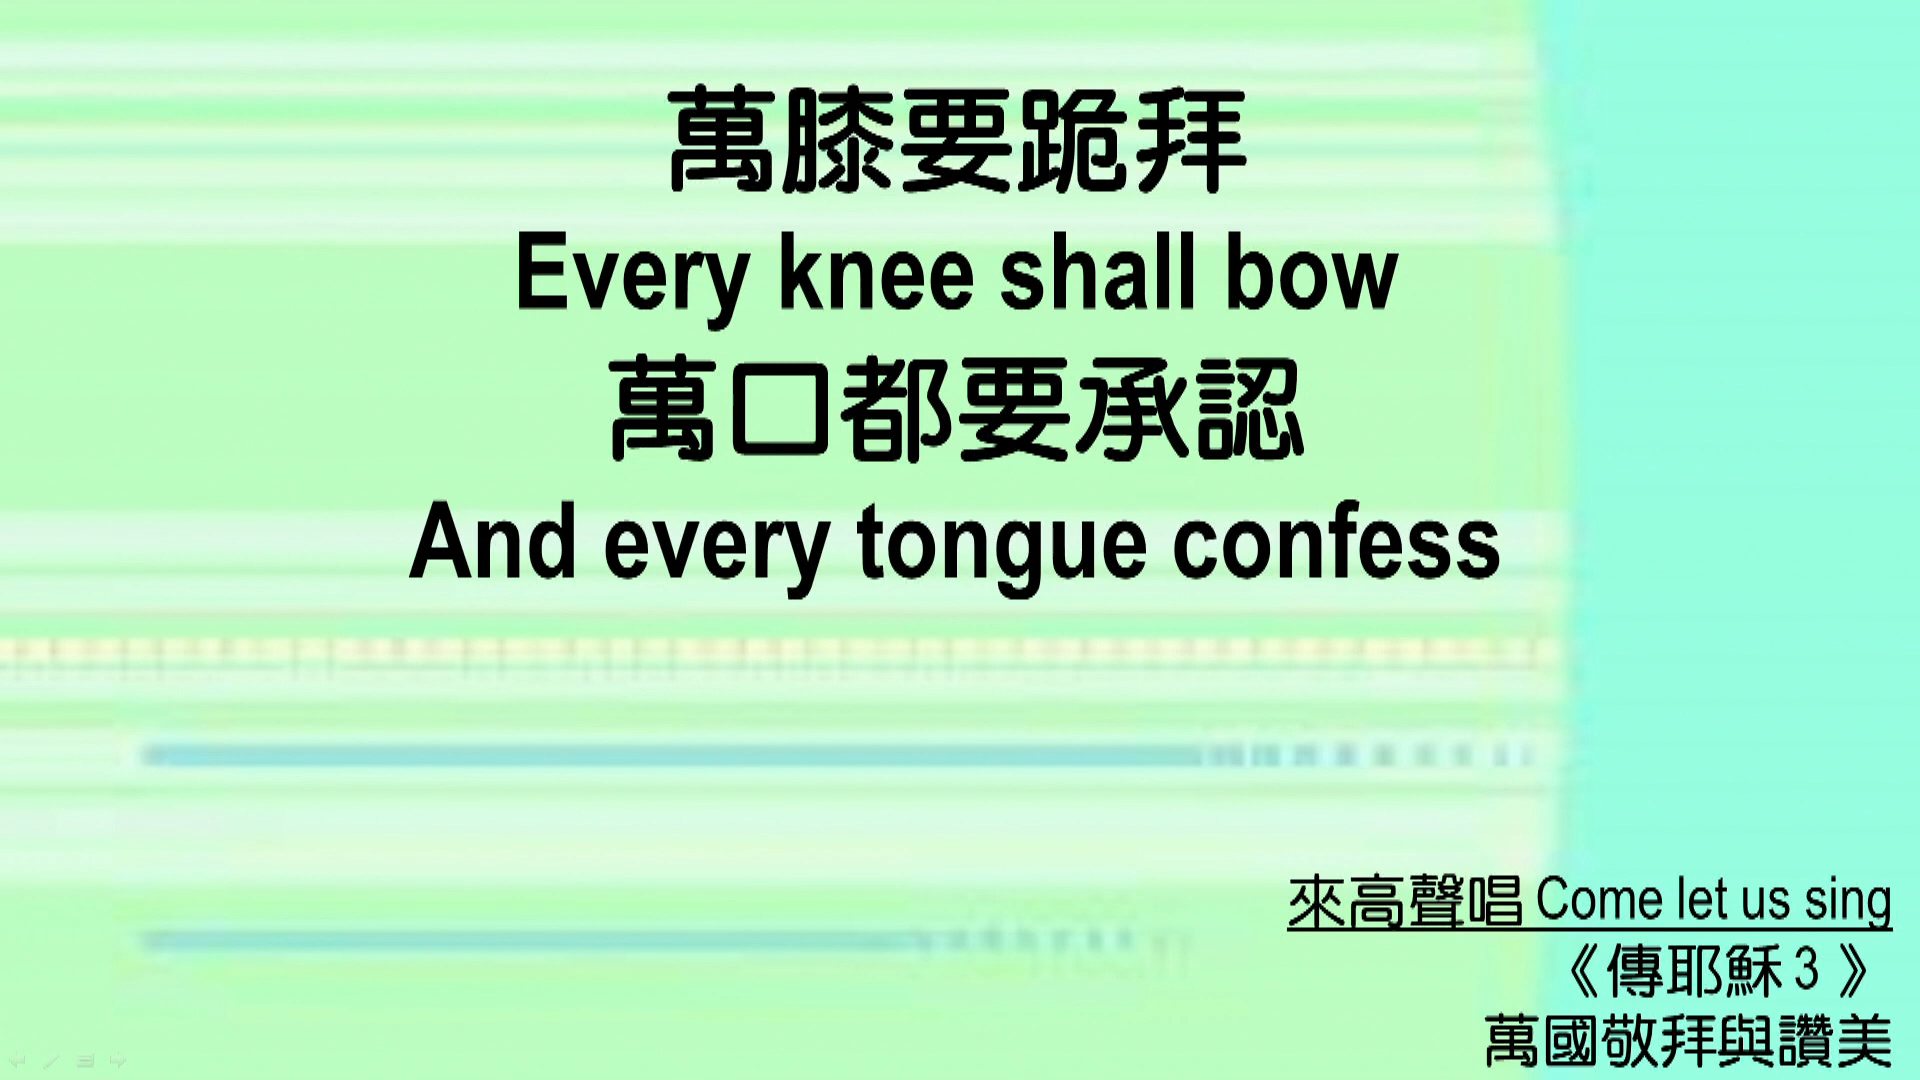 萬膝要跪拜
Every knee shall bow
萬口都要承認
And every tongue confess
來高聲唱 Come let us sing
《傳耶穌3》
萬國敬拜與讚美